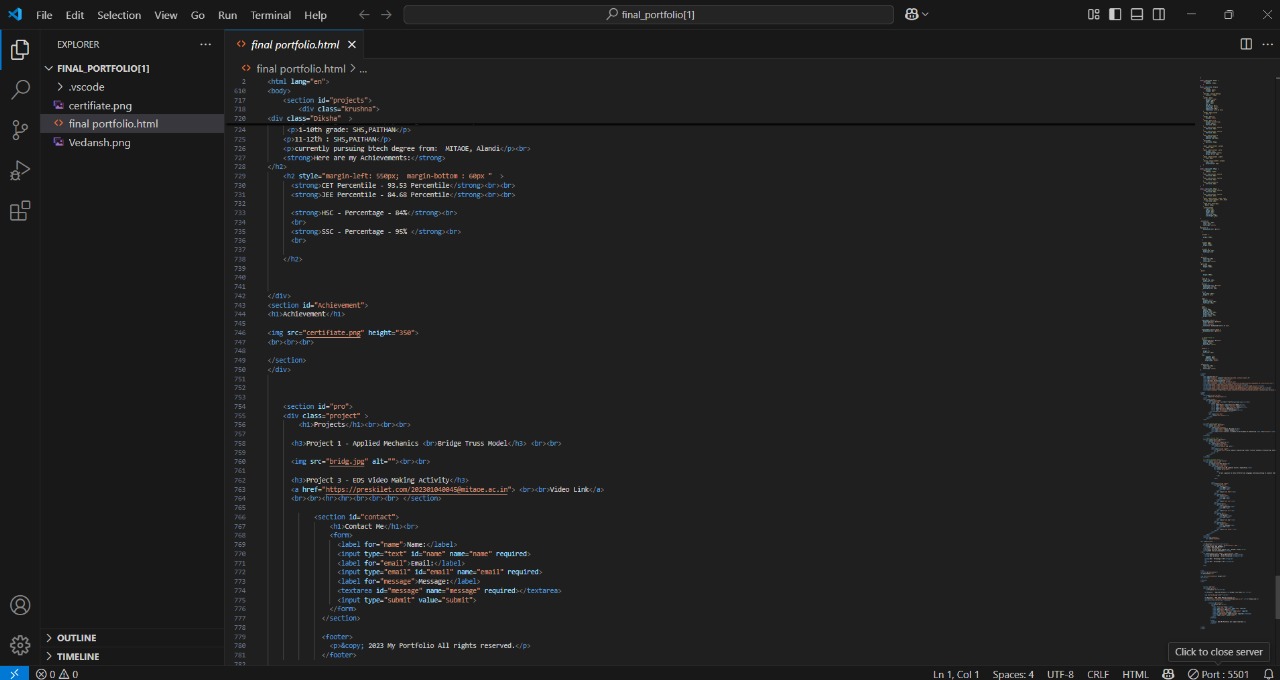 File Edit Selection View Go Run Terminal Help
final_portfolio[1]
EXPLORER
FINAL_PORTFOLIO[1]
.vscode
certifiate.png
final portfolio.html
Vedansh.png
OUTLINE
TIMELINE
final portfolio.html
final portfolio.html > ...
2 <html lang="en">
610 <body>
717 <section id="projects">
718 <div class="krushna">
720 <div class="Diksha" >
724 <p>1-10th grade: SHS,PAITHAN</p>
725 <p>11-12th : SHS,PAITHAN</p>
726 <p>currently pursuing btech degree from: MITAOE, Alandi</p><br>
727 <strong>Here are my Achievements:</strong>
728 </h2>
729 <h2 style="margin-left: 550px; margin-bottom : 60px " >
730 <strong>CET Percentile - 93.53 Percentile</strong><br><br>
731 <strong>JEE Percentile - 84.68 Percentile</strong><br><br>
732
733 <strong>HSC - Percentage - 84%</strong><br>
734 <br>
735 <strong>SSC - Percentage - 95% </strong><br>
736 <br>
737
738 </h2>
739
740
741
742 </div>
743 <section id="Achievement">
744 <h1>Achievement</h1>
745
746 <img src="certifiate.png" height="350">
747 <br><br><br>
748
749 </section>
750 </div>
751
752
753
754 <section id="pro">
755 <div class="project" >
756 <h1>Projects</h1><br><br><br>
757
758 <h3>Project 1 - Applied Mechanics <br>Bridge Truss Model</h3> <br><br>
759
760 <img src="bridg.jpg" alt=""><br><br>
761
762 <h3>Project 3 - EDS Video Making Activity</h3>
763 <a href="https://preskilet.com/202301040045@mitaoe.ac.in"> <br><br>Video Link</a>
764 <br><br><hr><hr><br><br><br> </section>
765
766 <section id="contact">
767 <h1>Contact Me</h1><br>
768 <form>
769 <label for="name">Name:</label>
770 <input type="text" id="name" name="name" required>
771 <label for="email">Email:</label>
772 <input type="email" id="email" name="email" required>
773 <label for="message">Message:</label>
774 <textarea id="message" name="message" required></textarea>
775 <input type="submit" value="Submit">
776 </form>
777 </section>
778
779 <footer>
780 <p>&copy; 2023 My Portfolio All rights reserved.</p>
781 </footer>
782
Click to close server
0 0
Ln 1, Col 1 Spaces: 4 UTF-8 CRLF HTML Port : 5501